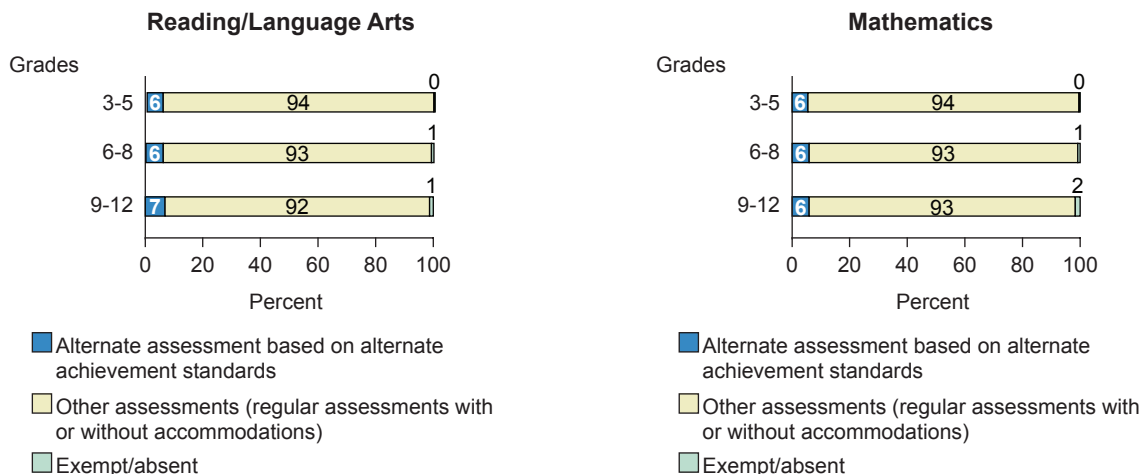 Reading/Language Arts
Grades
0
3-5
6
94
1
6-8
6
93
1
9-12
7
92
0 20 40 60 80 100
Percent
Alternate assessment based on alternate
achievement standards
Other assessments (regular assessments with
or without accommodations)
Exempt/absent
Mathematics
Grades
0
3-5
6
94
1
6-8
6
93
2
9-12
6
93
0 20 40 60 80 100
Percent
Alternate assessment based on alternate
achievement standards
Other assessments (regular assessments with
or without accommodations)
Exempt/absent